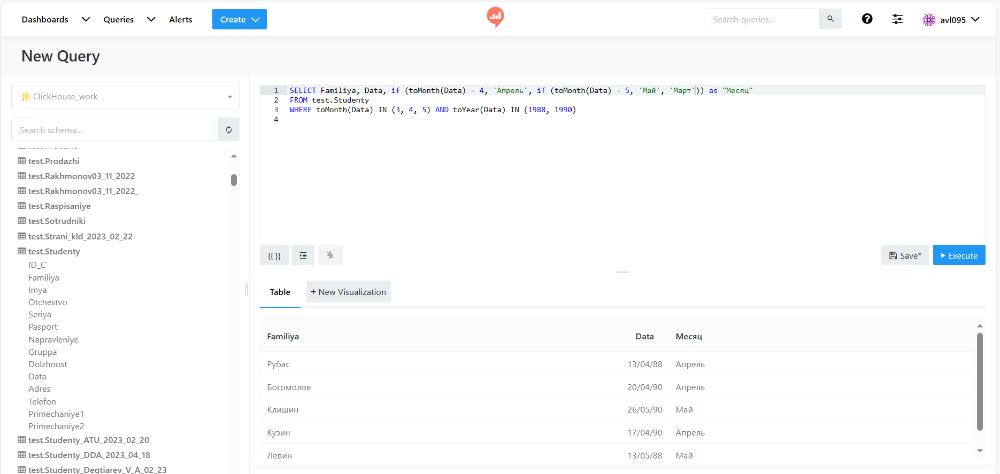 Dashboards Queries Alerts Create Search queries... avl095
New Query
ClickHouse_work
Search schema...
test.Prodazhi
test.Rakhmonov03_11_2022
test.Rakhmonov03_11_2022_
test.Raspisaniye
test.Sotrudniki
test.Strani_kld_2023_02_22
test.Studenty
ID_C
Familiya
Imya
Otchestvo
Seriya
Pasport
Napravleniye
Gruppa
Dolzhnost
Data
Adres
Telefon
Primechaniye1
Primechaniye2
test.Studenty_ATU_2023_02_20
test.Studenty_DDA_2023_04_18
test.Studenty_Degtiarev_V_A_02_23
1 SELECT Familiya, Data, if (toMonth(Data) = 4, 'Апрель', if (toMonth(Data) = 5, 'Май', 'Март')) as "Месяц"
2 FROM test.Studenty
3 WHERE toMonth(Data) IN (3, 4, 5) AND toYear(Data) IN (1988, 1990)
4
{{ }} Save* Execute
Table + New Visualization
Familiya Data Месяц
Рубас 13/04/88 Апрель
Богомолов 20/04/90 Апрель
Клишин 26/05/90 Май
Кузин 17/04/90 Апрель
Левин 13/05/88 Май